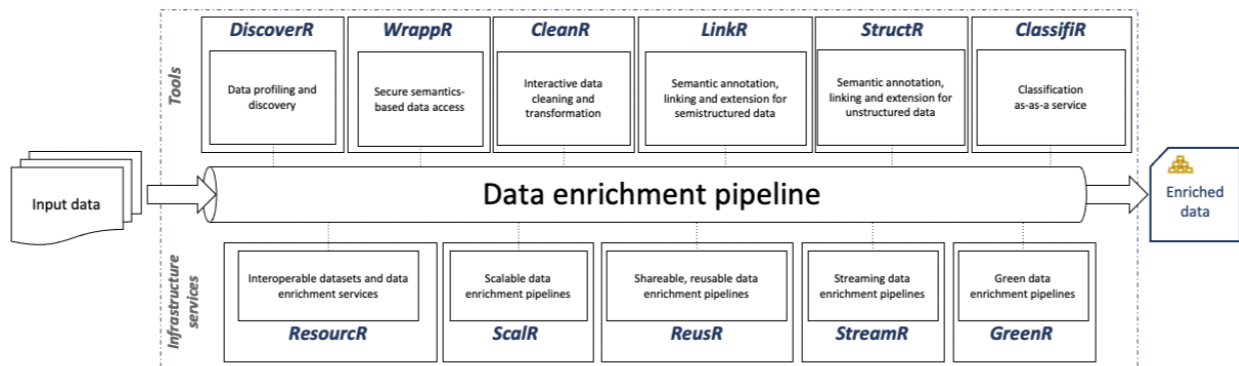 Tools
DiscoverR
Data profiling and
discovery
WrappR
Secure semantics-
based data access
CleanR
Interactive data
cleaning and
transformation
LinkR
Semantic annotation,
linking and extension for
semistructured data
StructR
Semantic annotation,
linking and extension for
unstructured data
ClassifiR
Classification
as-as-a service
Input data
Data enrichment pipeline
Enriched
data
Infrastructure
services
Interoperable datasets and data
enrichment services
ResourcR
Scalable data
enrichment pipelines
ScalR
Shareable, reusable data
enrichment pipelines
ReusR
Streaming data
enrichment pipelines
StreamR
Green data
enrichment pipelines
GreenR